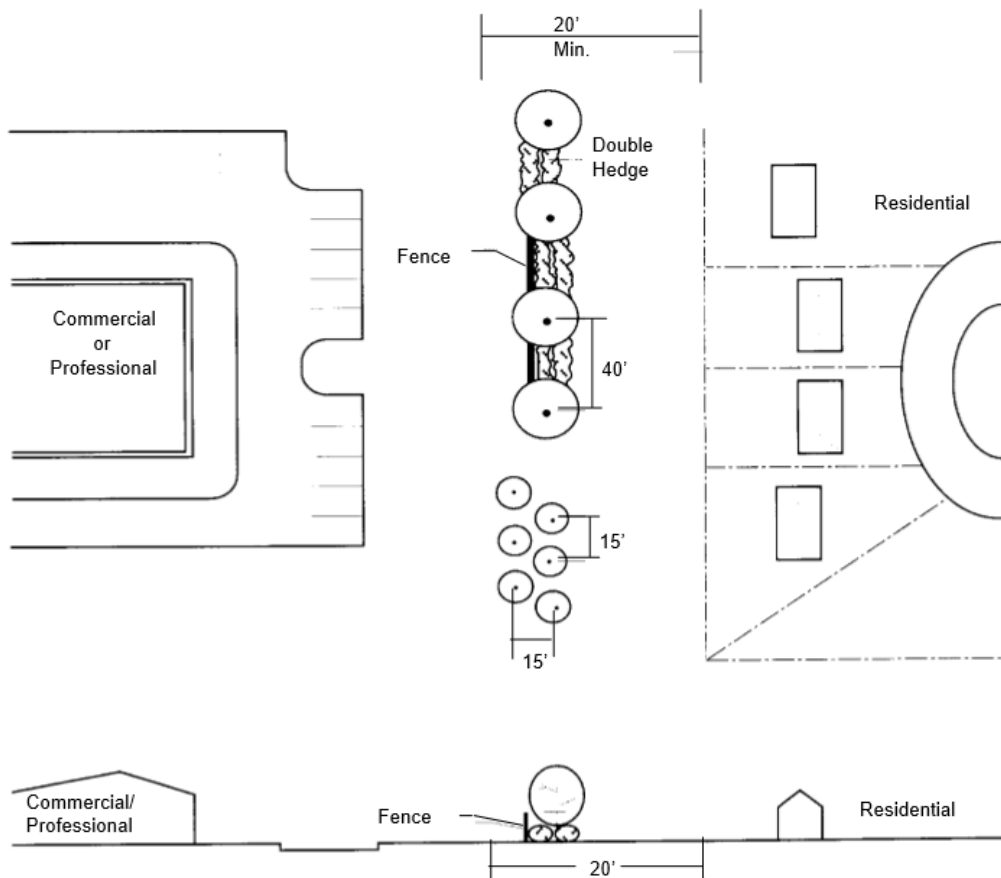 20’
Min.
Double
Hedge
Residential
Fence
Commercial
or
Professional
40’
15’
15’
Commercial/
Professional
Fence
Residential
20’